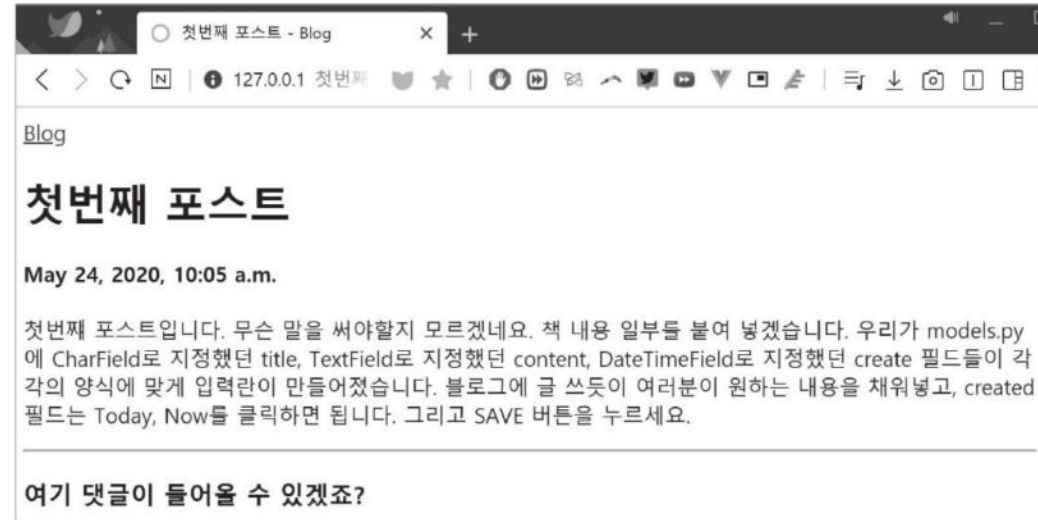 첫번째 포스트 - Blog
127.0.0.1 첫번째
Blog
첫번째 포스트
May 24, 2020, 10:05 a.m.
첫번째 포스트입니다. 무슨 말을 써야할지 모르겠네요. 책 내용 일부를 붙여 넣겠습니다. 우리가 models.py
에 CharField로 지정했던 title, TextField로 지정했던 content, DateTimeField로 지정했던 create 필드들이 각
각의 양식에 맞게 입력란이 만들어졌습니다. 블로그에 글 쓰듯이 여러분이 원하는 내용을 채워넣고, created
필드는 Today, Now를 클릭하면 됩니다. 그리고 SAVE 버튼을 누르세요.
여기 댓글이 들어올 수 있겠죠?